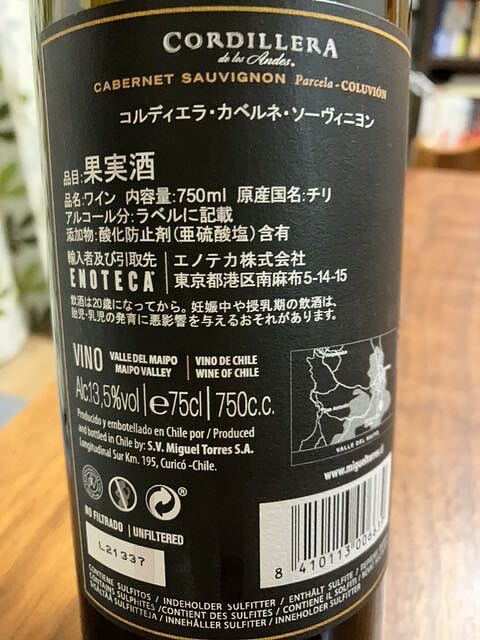 CORDILLERA
de los Andes®
CABERNET SAUVIGNON Parcela - COLUVIÓN
コルディエラ・カベルネ・ソーヴィニヨン
品目:果実酒
品名:ワイン 内容量:750ml 原産国名:チリ
アルコール分:ラベルに記載
添加物:酸化防止剤(亜硫酸塩)含有
輸入者及び引取先 エノテカ株式会社
ENOTECA 東京都港区南麻布5-14-15
飲酒は20歳になってから。妊娠中や授乳期の飲酒は、
胎児・乳児の発育に悪影響を与えるおそれがあります。
VINO VALLE DEL MAIPO VINO DE CHILE
MAIPO VALLEY WINE OF CHILE
Alc.13,5%vol e75cl 750c.c.
Producido y embotellado en Chile por / Produced
and bottled in Chile by: S.V. Miguel Torres S.A.
Longitudinal Sur Km. 195, Curicó -Chile.
VALLE DEL MAIPO
www.migueltorres.cl
NO FILTRADO | UNFILTERED
L21337
8 410113 006
CONTIENE SULFITOS / INDEHOLDER SULFITTER / ENTHÄLT SULFITE /
CONTAINS SULPHITES / CONTIENT DES SULFITES / CONTIENE IL SOLFITI /
SISÄLTÄÄ SULFIITTEJA / INNEHÅLLER SULFITER / INNEHOLDER SULFITTER